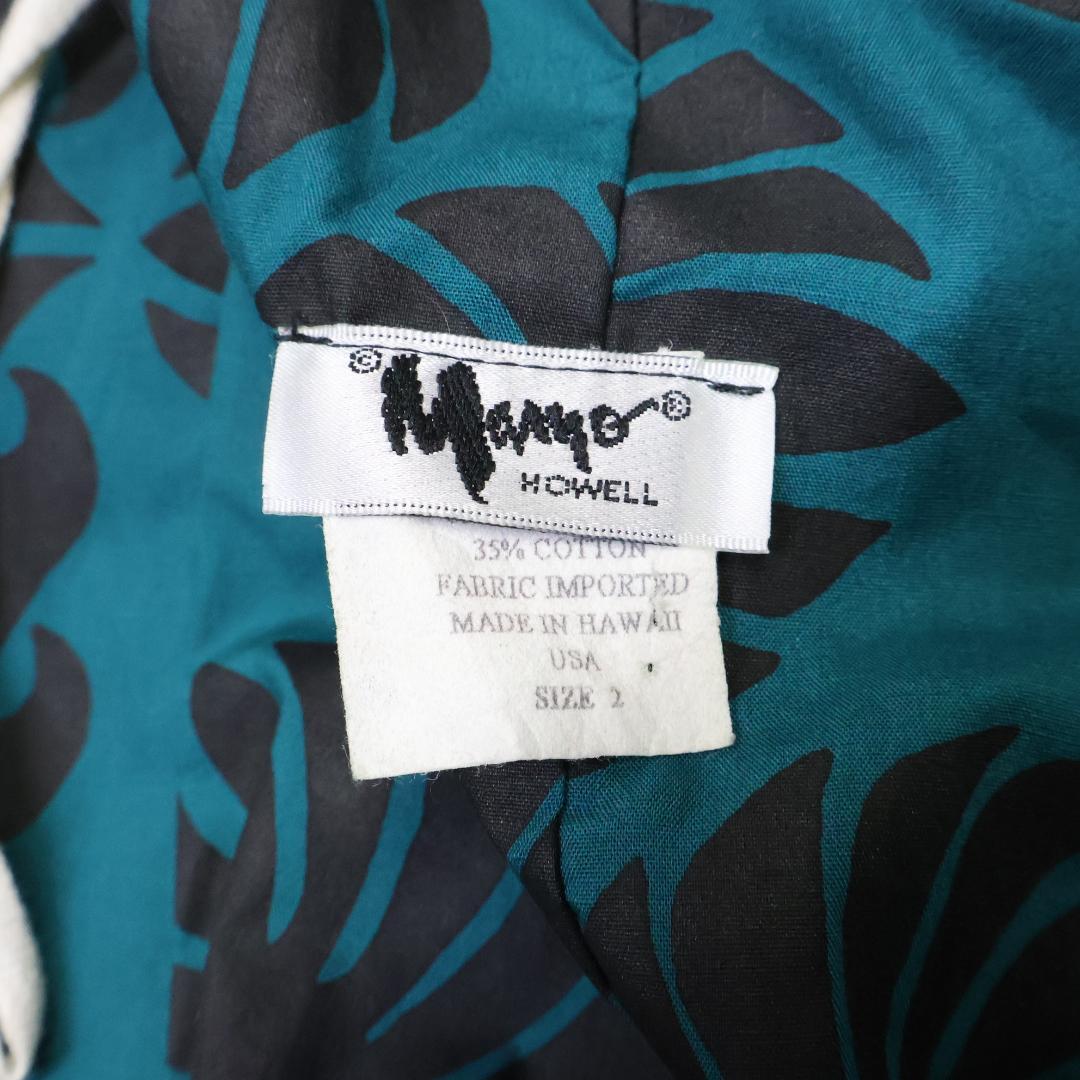 © Mamo ®
HOWELL
35% COTTON
FABRIC IMPORTED
MADE IN HAWAII
USA
SIZE 2